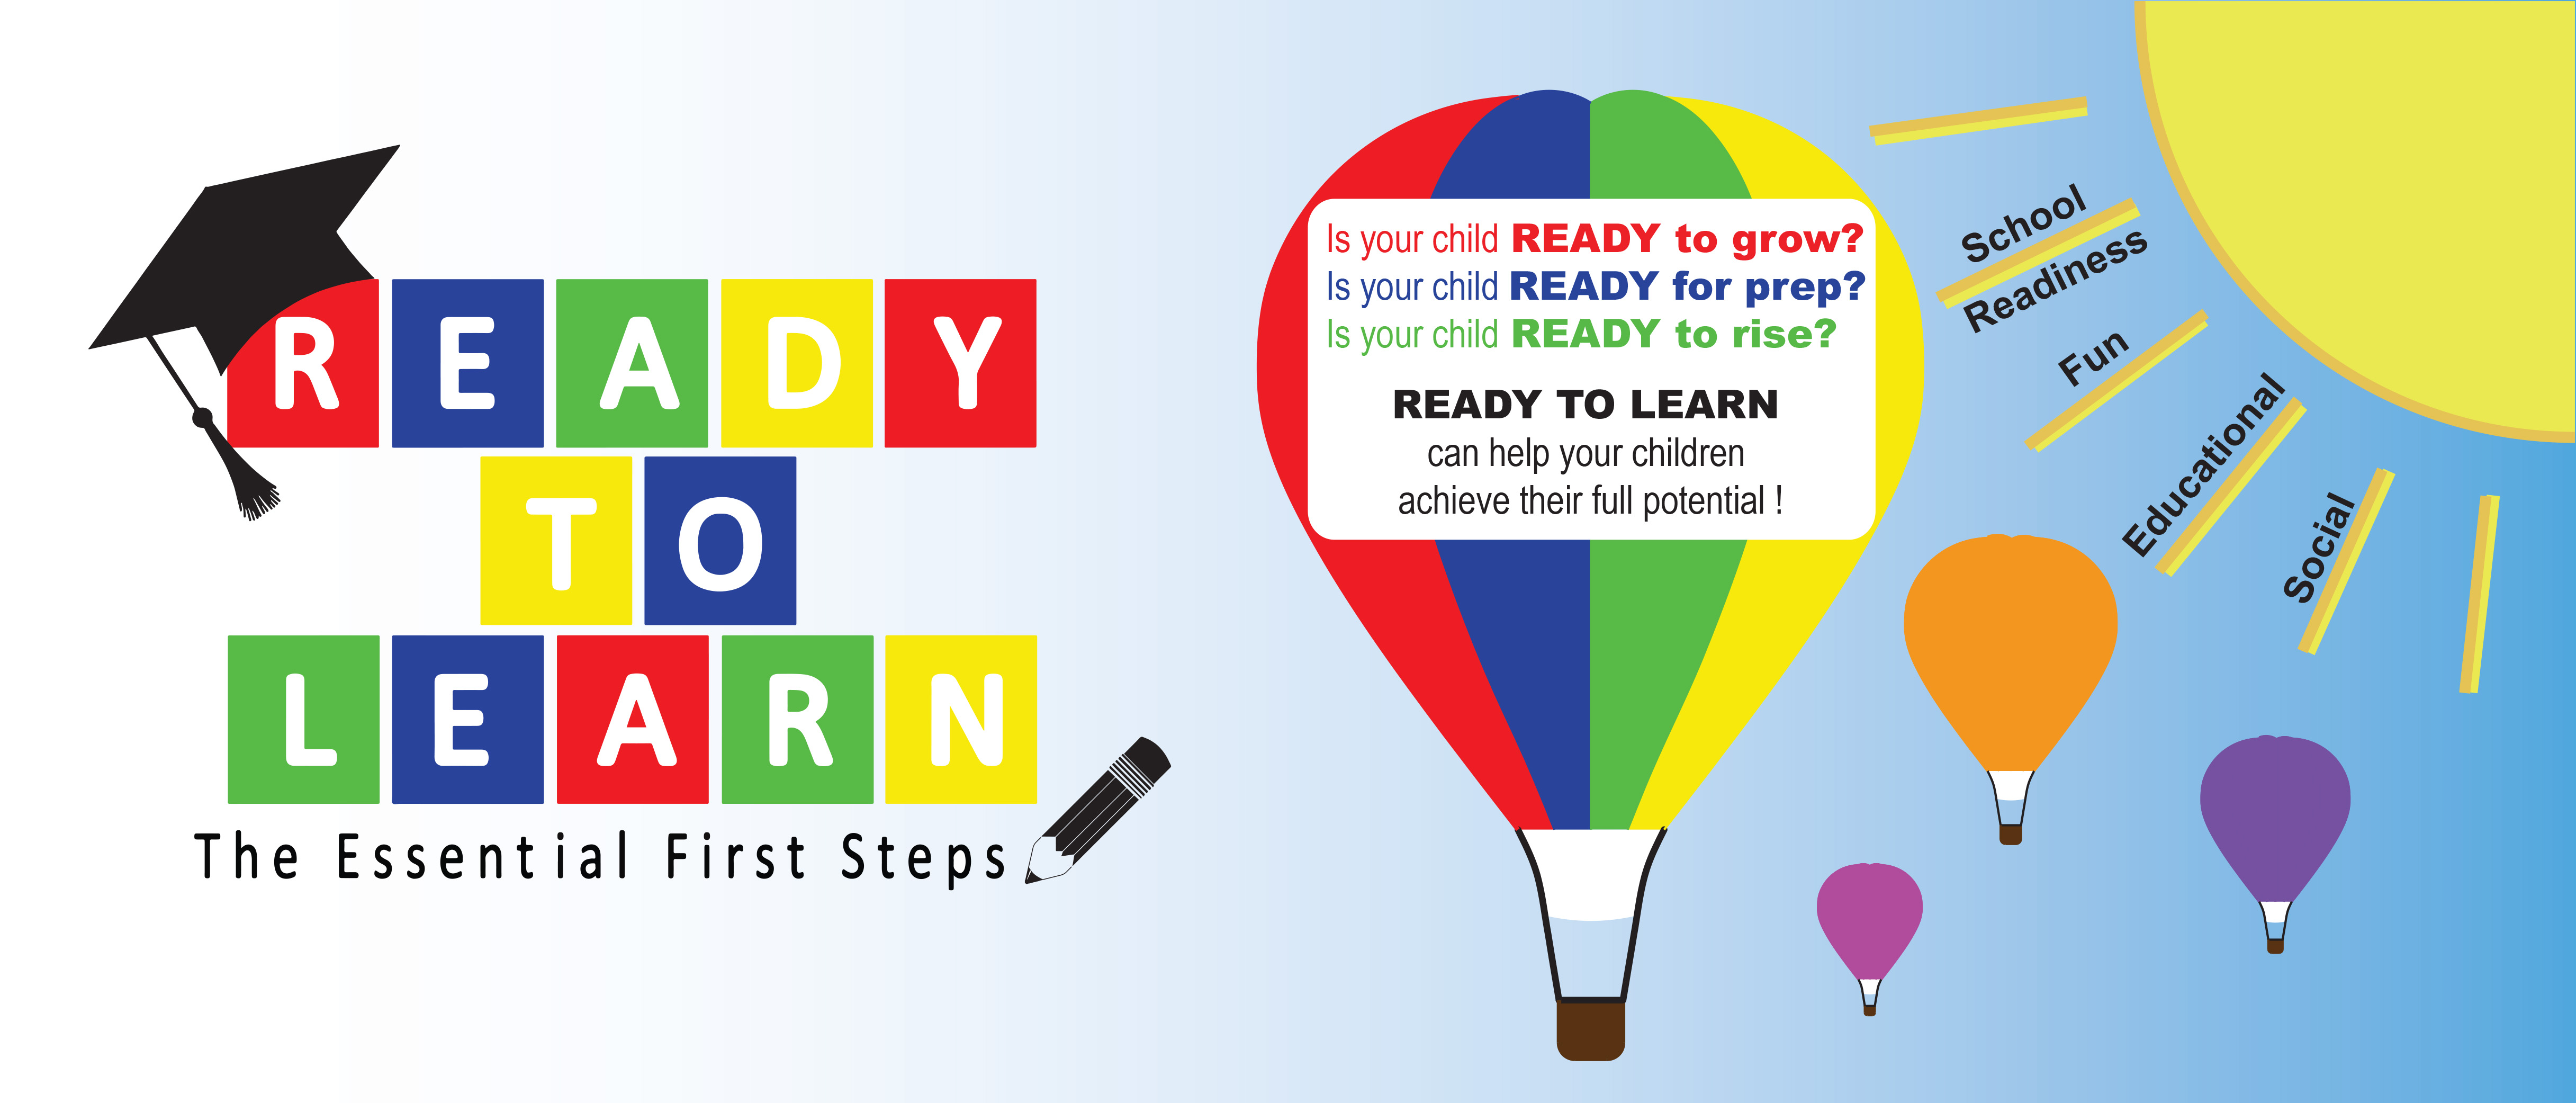 READY
TO
LEARN
The Essential First Steps
Is your child READY to grow?
Is your child READY for prep?
Is your child READY to rise?
READY TO LEARN
can help your children
achieve their full potential !
School
Readiness
Fun
Educational
Social